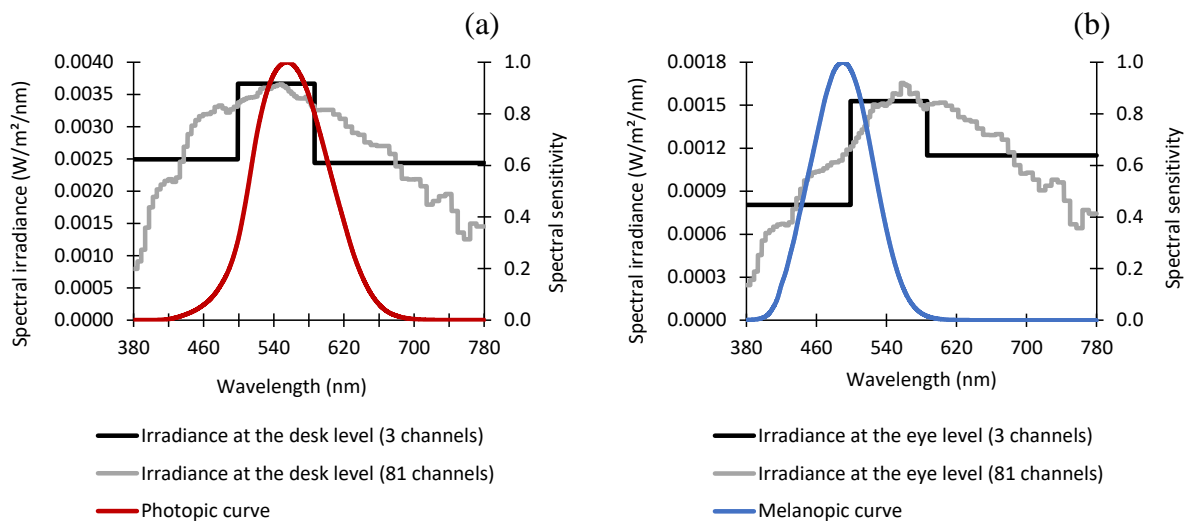 (a)
Spectral irradiance (W/m²/nm)
0.0040
0.0035
0.0030
0.0025
0.0020
0.0015
0.0010
0.0005
0.0000
1.0
0.8
0.6
0.4
0.2
0.0
Spectral sensitivity
380 460 540 620 700 780
Wavelength (nm)
Irradiance at the desk level (3 channels)
Irradiance at the desk level (81 channels)
Photopic curve
(b)
Spectral irradiance (W/m²/nm)
0.0018
0.0015
0.0012
0.0009
0.0006
0.0003
0.0000
1.0
0.8
0.6
0.4
0.2
0.0
Spectral sensitivity
380 460 540 620 700 780
Wavelength (nm)
Irradiance at the eye level (3 channels)
Irradiance at the eye level (81 channels)
Melanopic curve